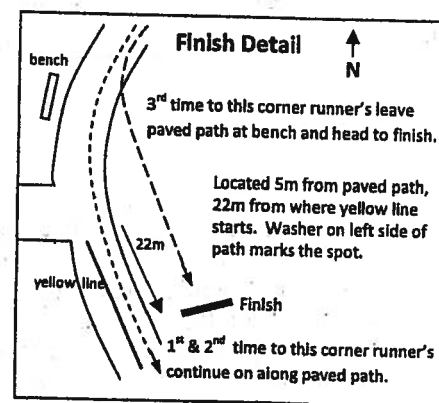 Finish Detail
N
bench
3rd time to this corner runner's leave
paved path at bench and head to finish.
Located 5m from paved path,
22m from where yellow line
starts. Washer on left side of
path marks the spot.
22m
yellow line
Finish
1st & 2nd time to this corner runner's
continue on along paved path.